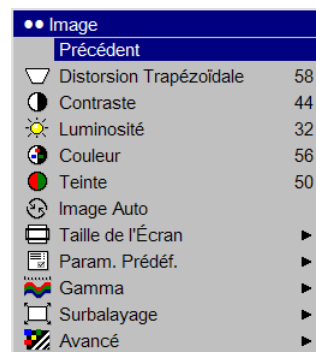 Image
Précédent
Distorsion Trapézoïdale 58
Contraste 44
Luminosité 32
Couleur 56
Teinte 50
Image Auto
Taille de l'Écran
Param. Prédéf.
Gamma
Surbalayage
Avancé